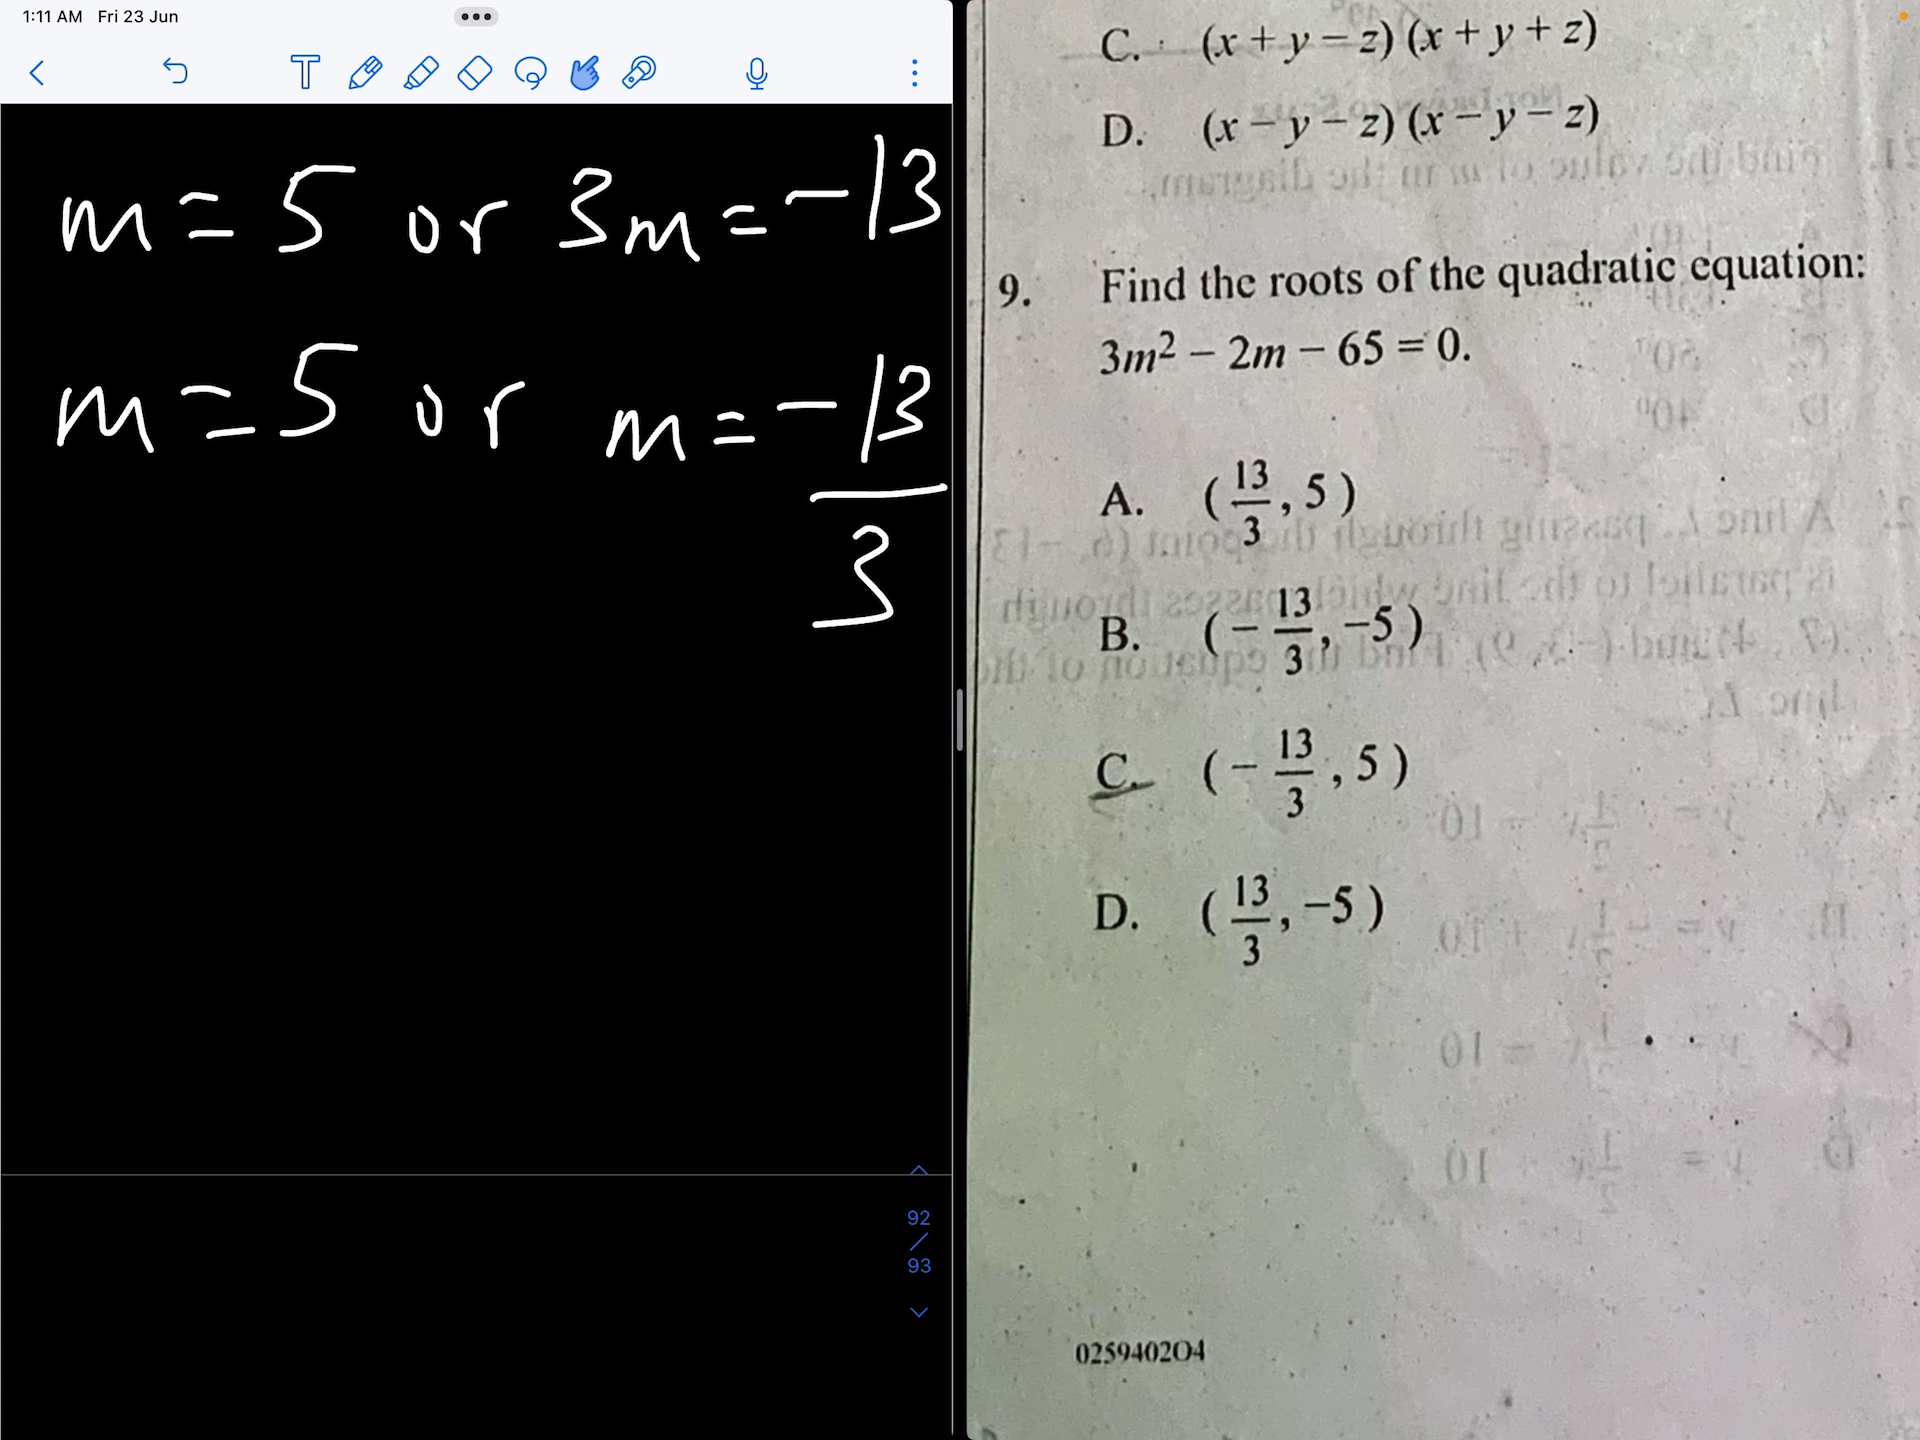 1:11 AM Fri 23 Jun
m = 5 or 3m = -13
m = 5 or m = -13/3
92
/
93
C. (x + y − z) (x + y + z)
D. (x − y − z) (x − y − z)
9. Find the roots of the quadratic equation:
3m² − 2m − 65 = 0.
A. (13/3, 5)
B. (−13/3, −5)
C. (−13/3, 5)
D. (13/3, −5)
0259402O4